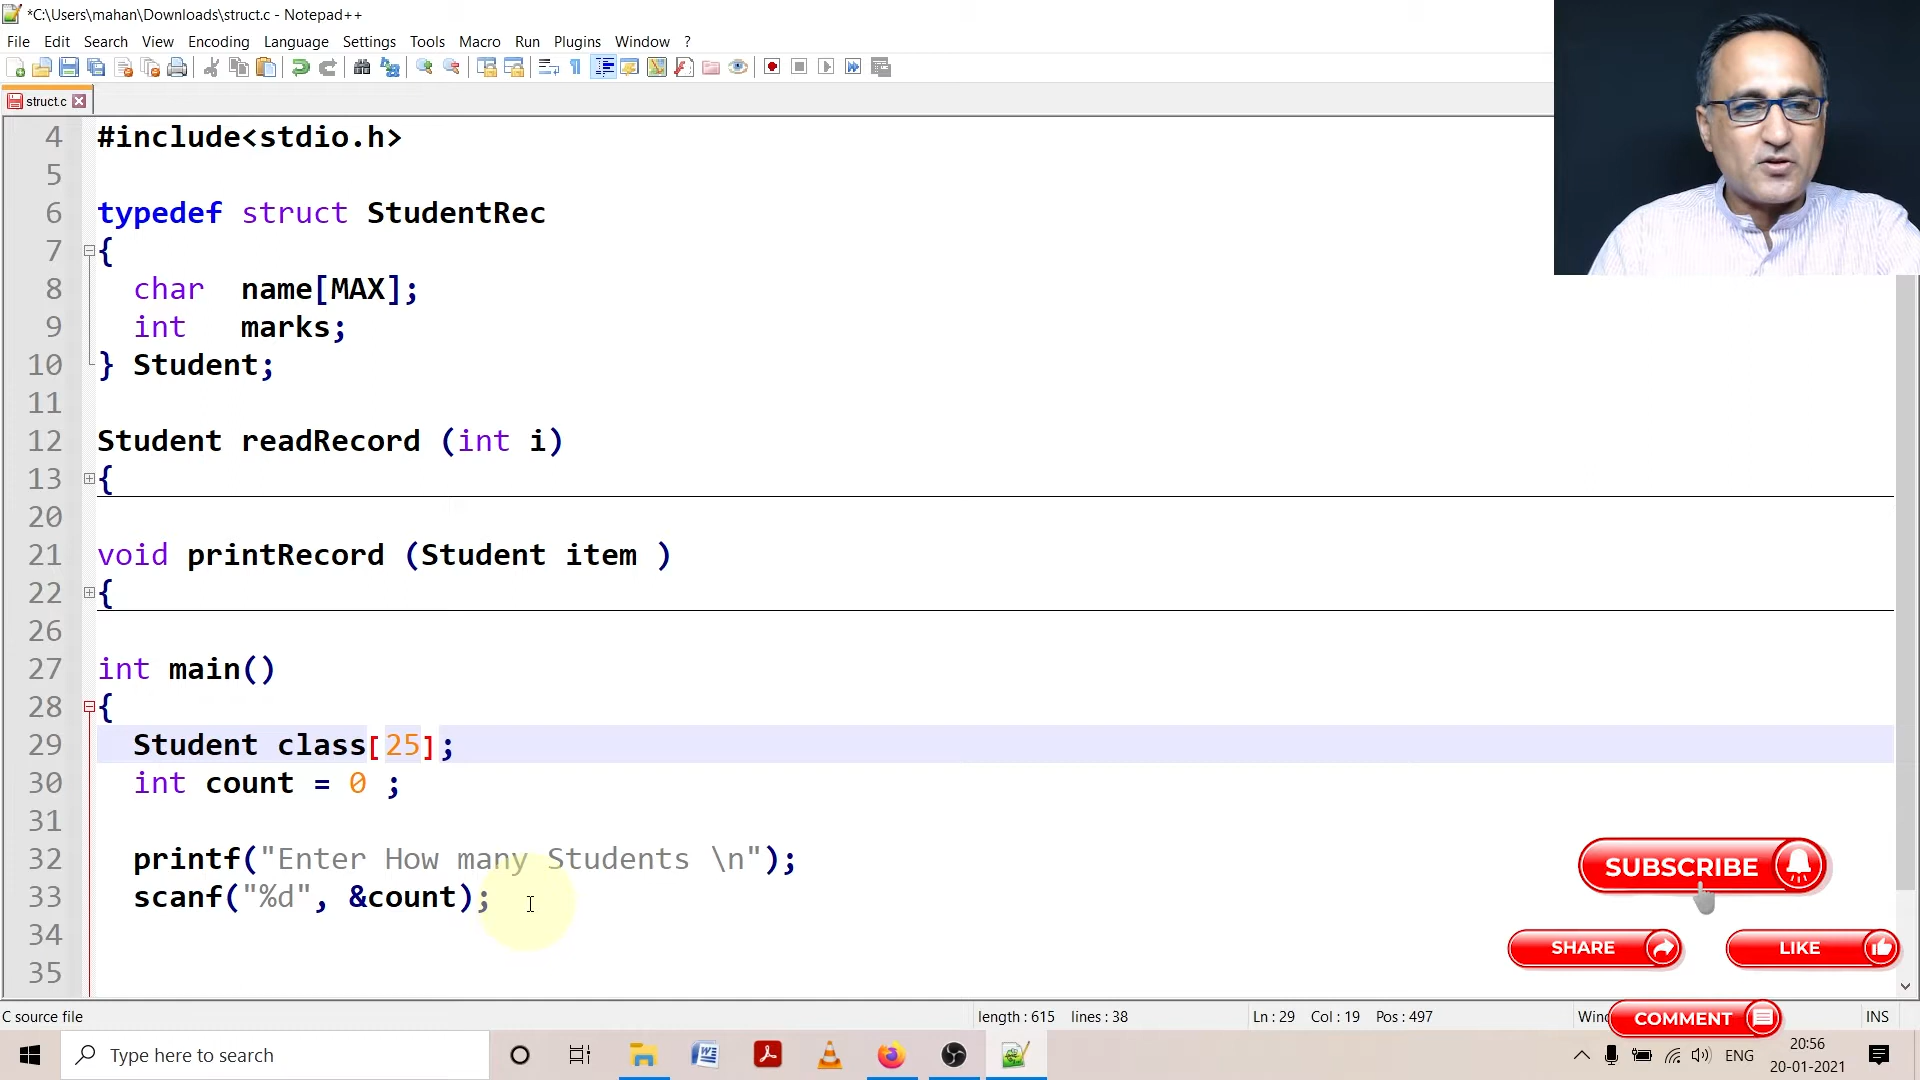 *C:\Users\mahan\Downloads\struct.c - Notepad++
File Edit Search View Encoding Language Settings Tools Macro Run Plugins Window ?
struct.c
4 #include<stdio.h>
5
6 typedef struct StudentRec
7 {
8 char name[MAX];
9 int marks;
10 } Student;
11
12 Student readRecord (int i)
13 {
20
21 void printRecord (Student item )
22 {
26
27 int main()
28 {
29 Student class[25];
30 int count = 0 ;
31
32 printf("Enter How many Students \n");
33 scanf("%d", &count);
34
35
SUBSCRIBE
SHARE LIKE
C source file length : 615 lines : 38 Ln : 29 Col : 19 Pos : 497 Winc INS
COMMENT
Type here to search
ENG
20:56
20-01-2021